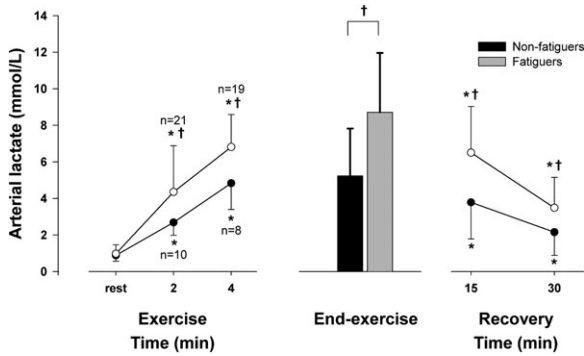 Arterial lactate (mmol/L)
14
12
10
8
6
4
2
0
n=21
*†
n=19
*†
*
n=10
*
n=8
rest
2
4
Exercise
Time (min)
†
End-exercise
Non-fatiguers
Fatiguers
*†
*†
*
*
15
30
Recovery
Time (min)